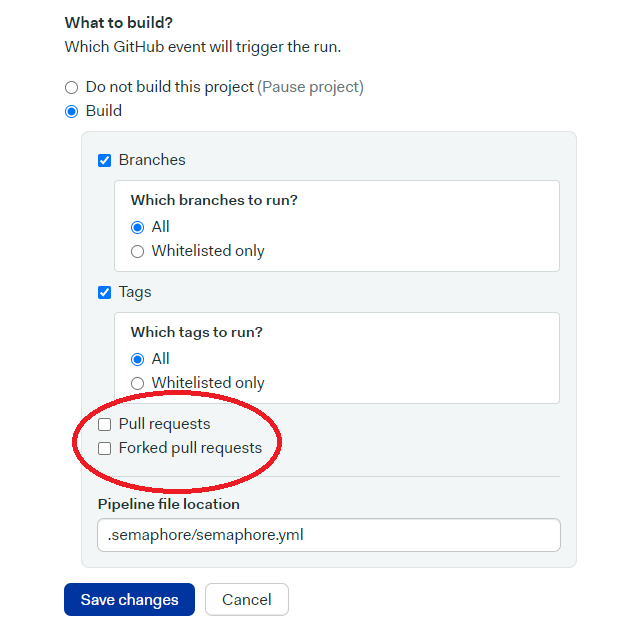 What to build?
Which GitHub event will trigger the run.
Do not build this project (Pause project)
Build
Branches
Which branches to run?
All
Whitelisted only
Tags
Which tags to run?
All
Whitelisted only
Pull requests
Forked pull requests
Pipeline file location
.semaphore/semaphore.yml
Save changes
Cancel